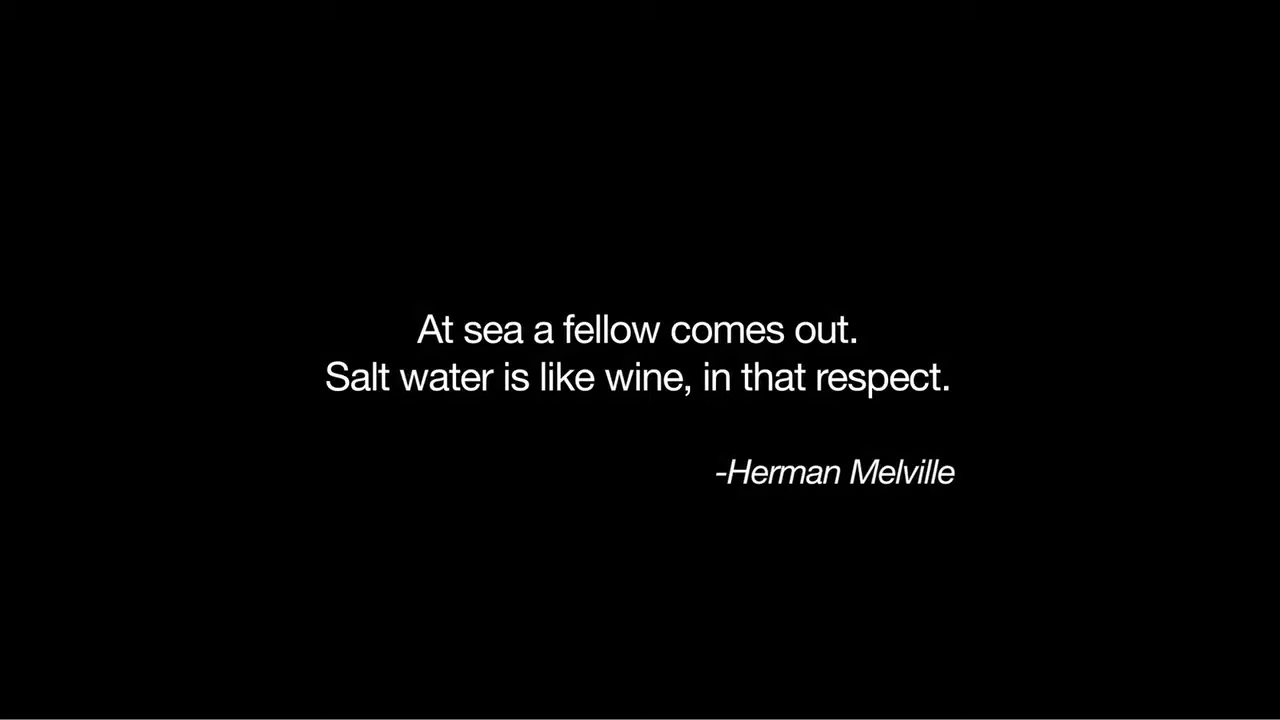 At sea a fellow comes out.
Salt water is like wine, in that respect.
-Herman Melville